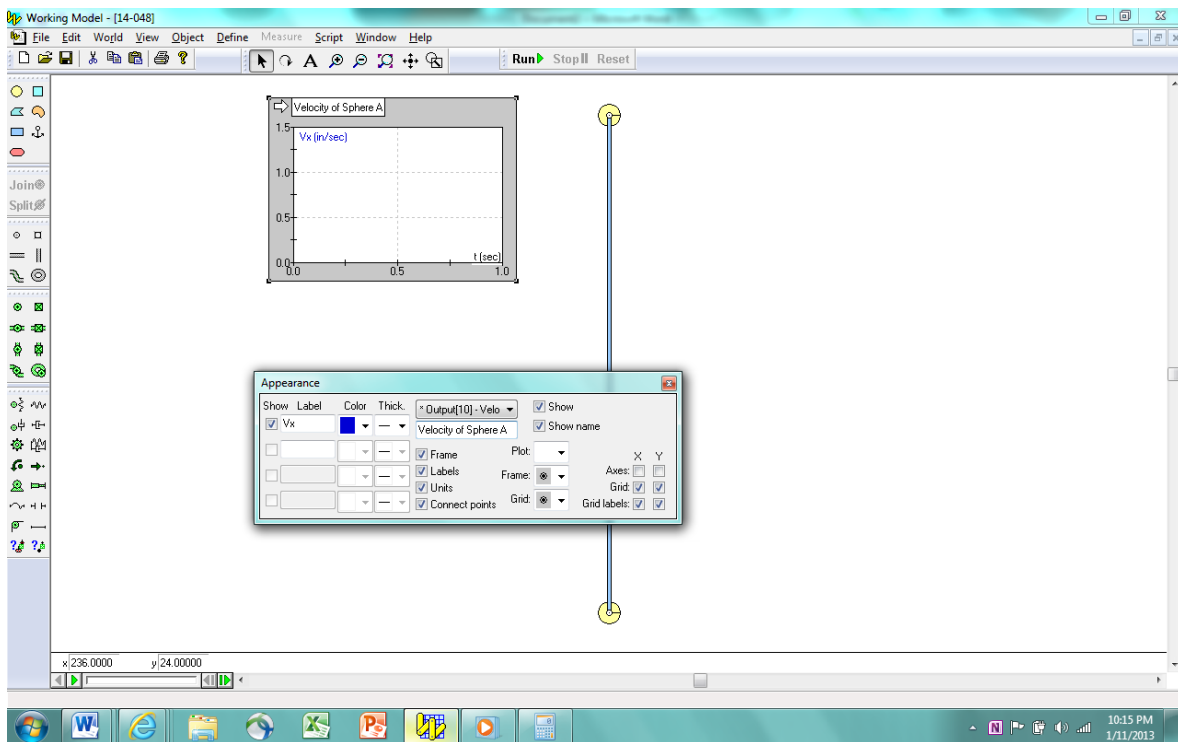 Working Model - [14-048]
File Edit World View Object Define Measure Script Window Help
Run Stop Reset
Join
Split
Velocity of Sphere A
Vx (in/sec)
1.5
1.0
0.5
0.0
t (sec)
0.0 0.5 1.0
Appearance
Show Label Color Thick. × Output[10] - Velo Show
Vx Velocity of Sphere A Show name
Frame Plot: X Y
Labels Frame: Axes:
Units Grid: Grid:
Connect points Grid labels:
x 236.0000 y 24.00000
10:15 PM
1/11/2013